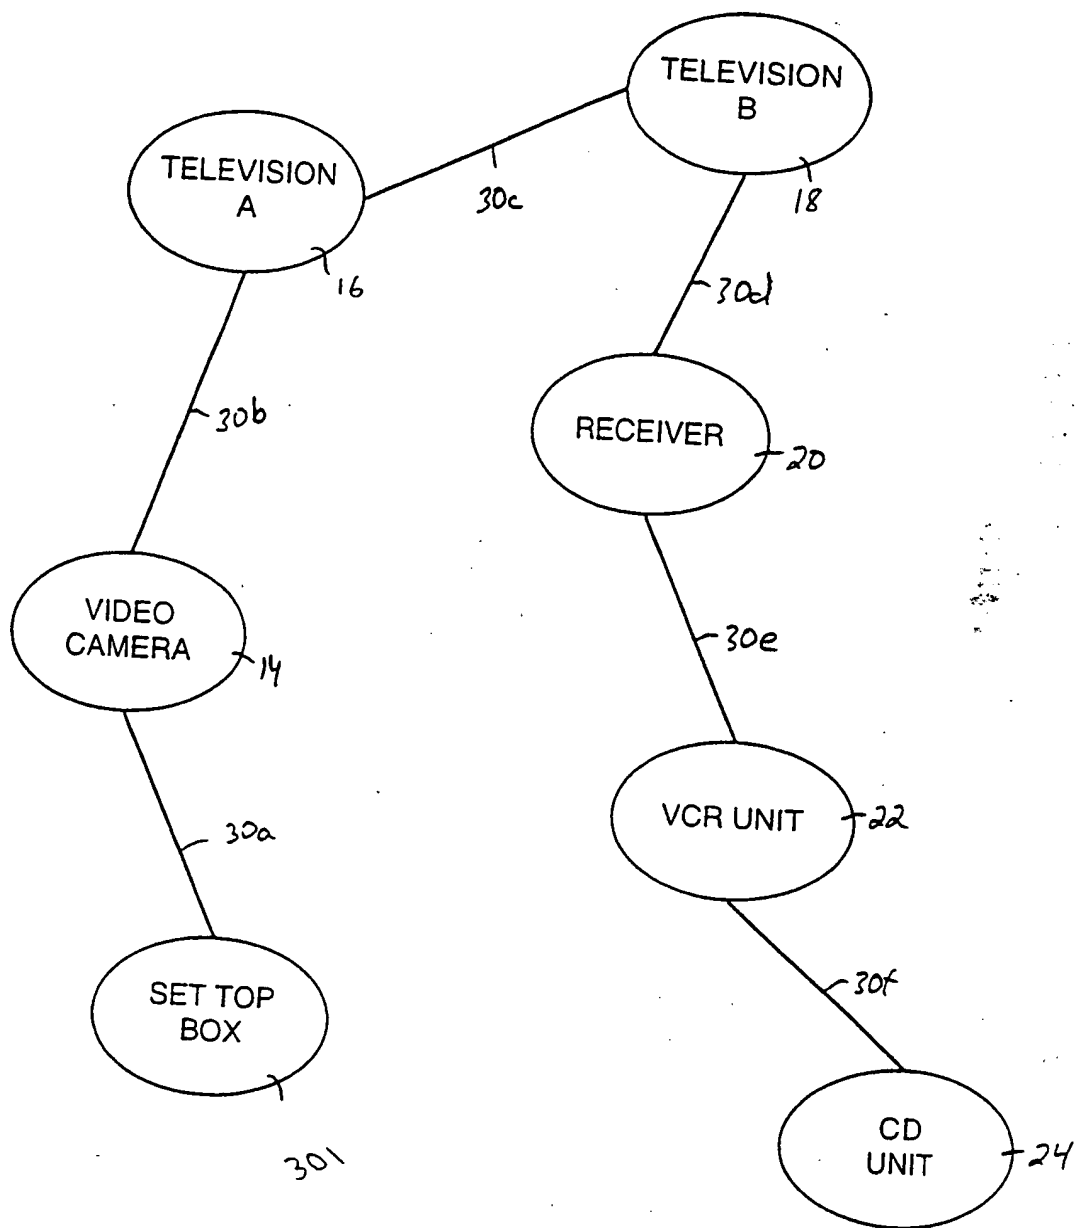 TELEVISION
B
18
TELEVISION
A
16
30c
30d
30b
RECEIVER
20
VIDEO
CAMERA
14
30e
30a
VCR UNIT
22
SET TOP
BOX
301
30f
CD
UNIT
24